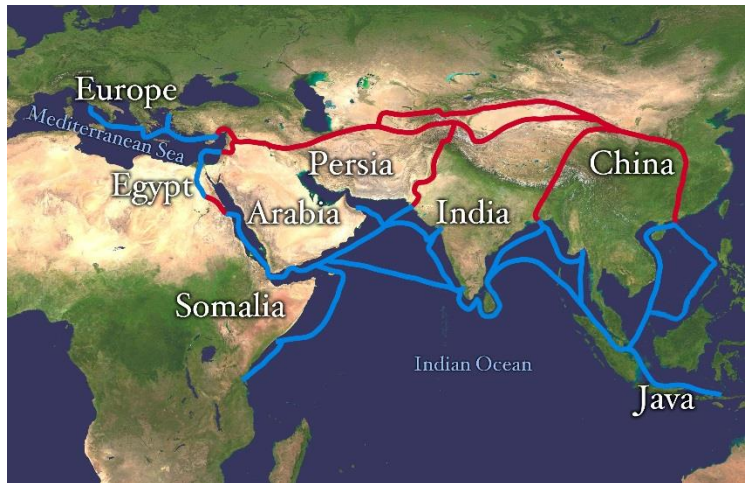 Europe
Mediterranean Sea
Egypt
Arabia
Persia
India
China
Somalia
Indian Ocean
Java